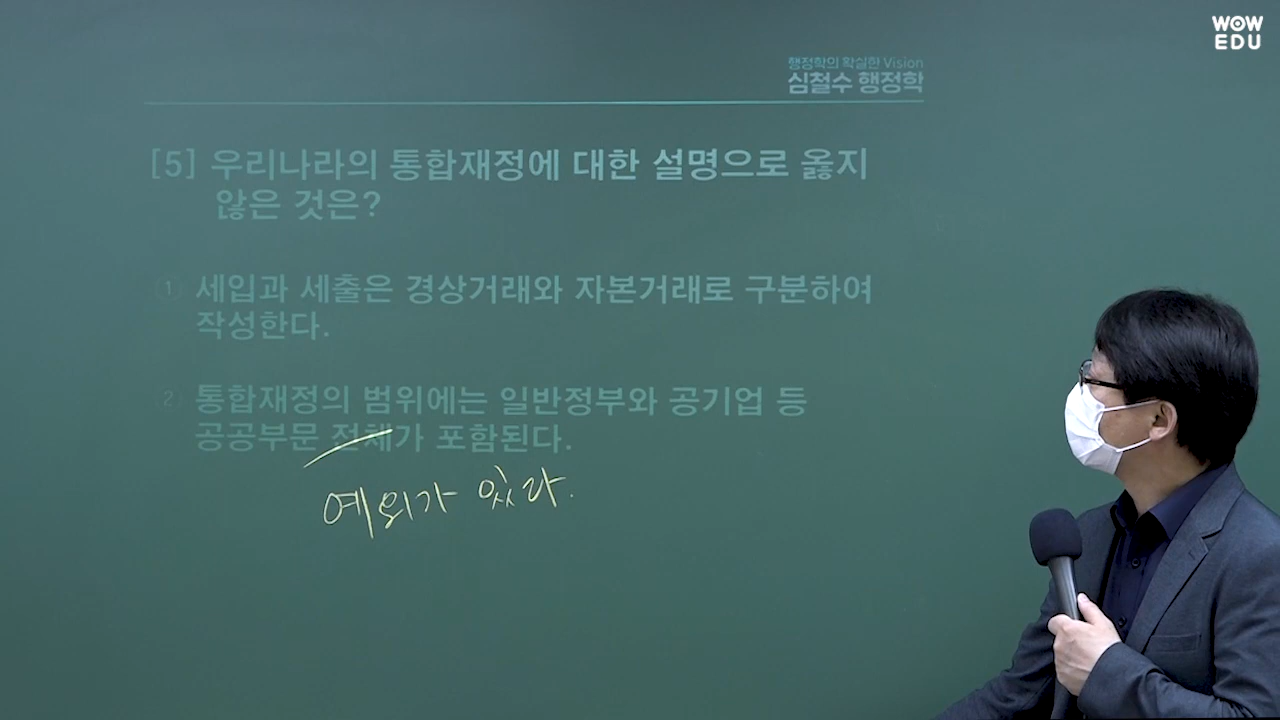 WOW
EDU
행정학의 확실한 Vision
심철수 행정학
[5] 우리나라의 통합재정에 대한 설명으로 옳지
않은 것은?
① 세입과 세출은 경상거래와 자본거래로 구분하여
작성한다.
② 통합재정의 범위에는 일반정부와 공기업 등
공공부문 전체가 포함된다.
예외가 있다.